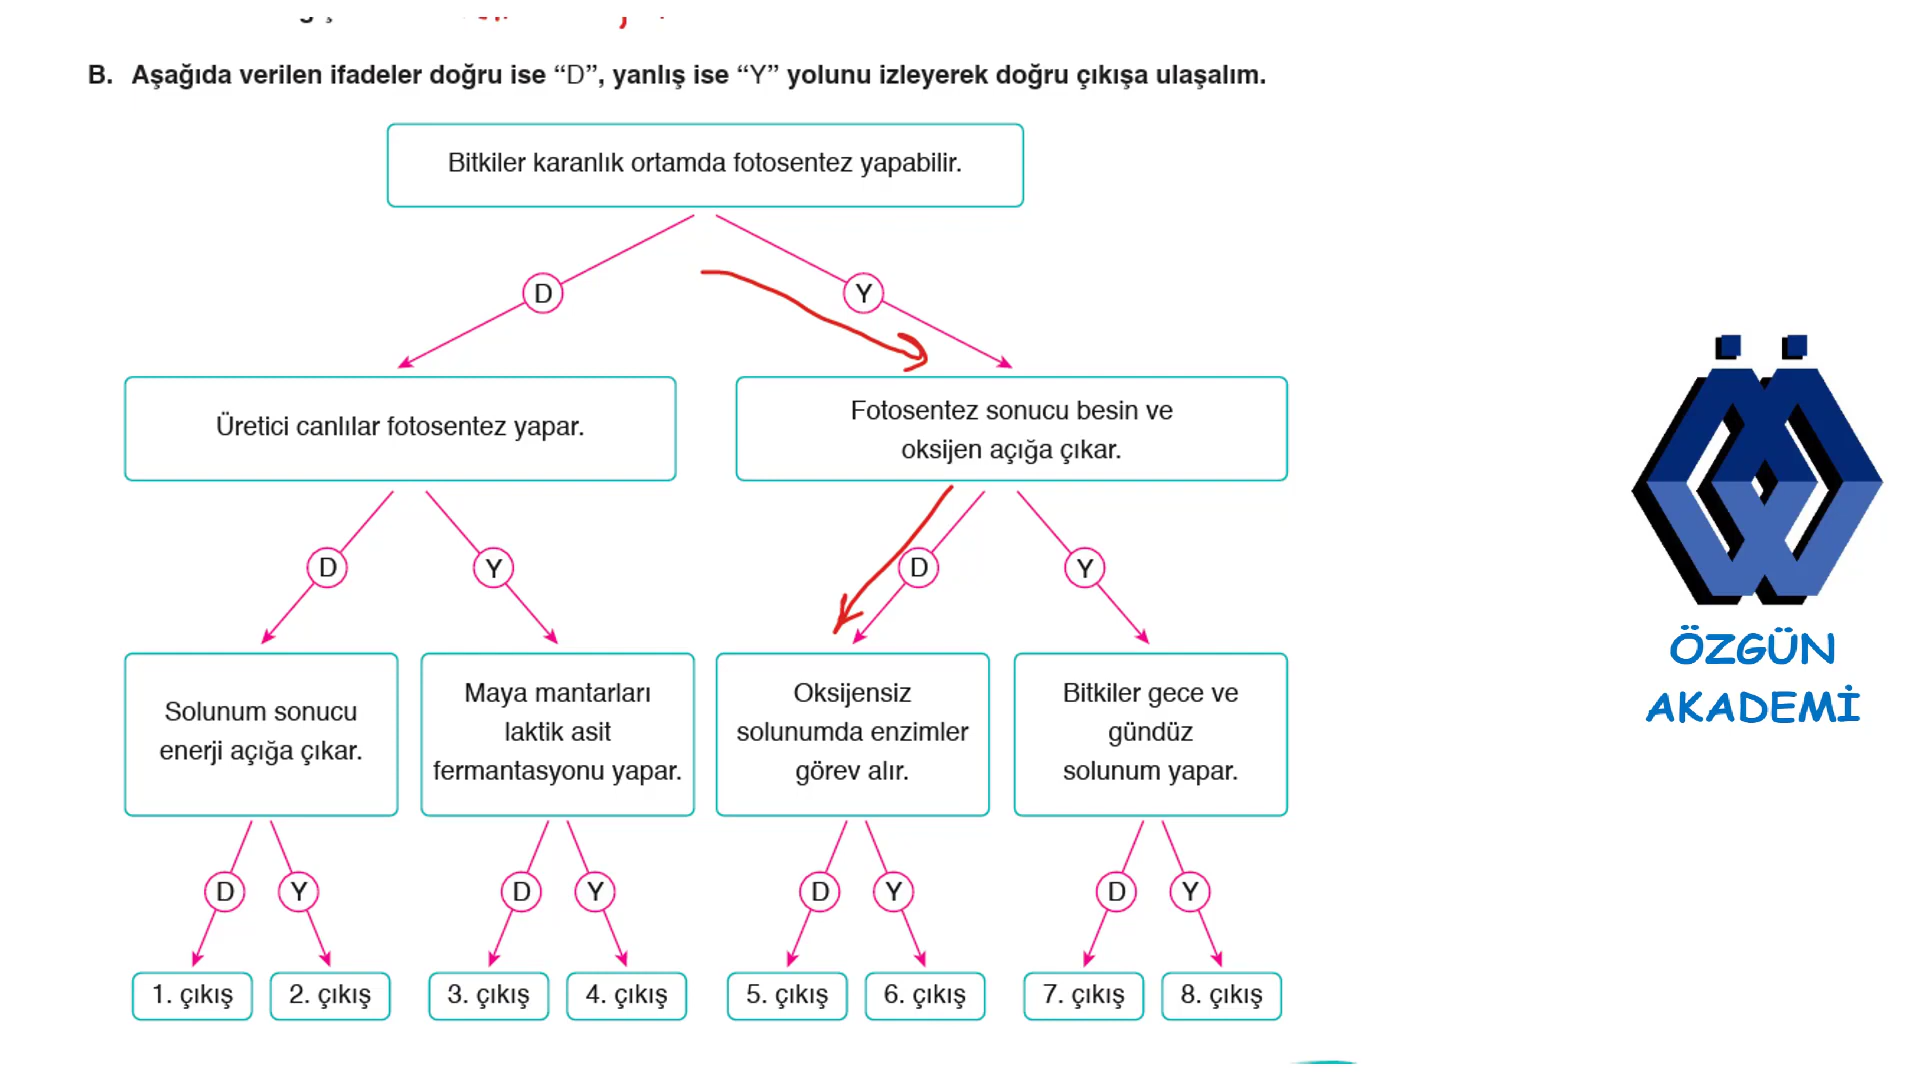 B. Aşağıda verilen ifadeler doğru ise “D”, yanlış ise “Y” yolunu izleyerek doğru çıkışa ulaşalım.
Bitkiler karanlık ortamda fotosentez yapabilir.
D
Y
Üretici canlılar fotosentez yapar.
Fotosentez sonucu besin ve
oksijen açığa çıkar.
D
Y
D
Y
Solunum sonucu
enerji açığa çıkar.
Maya mantarları
laktik asit
fermantasyonu yapar.
Oksijensiz
solunumda enzimler
görev alır.
Bitkiler gece ve
gündüz
solunum yapar.
D
Y
D
Y
D
Y
D
Y
1. çıkış
2. çıkış
3. çıkış
4. çıkış
5. çıkış
6. çıkış
7. çıkış
8. çıkış
ÖZGÜN
AKADEMİ